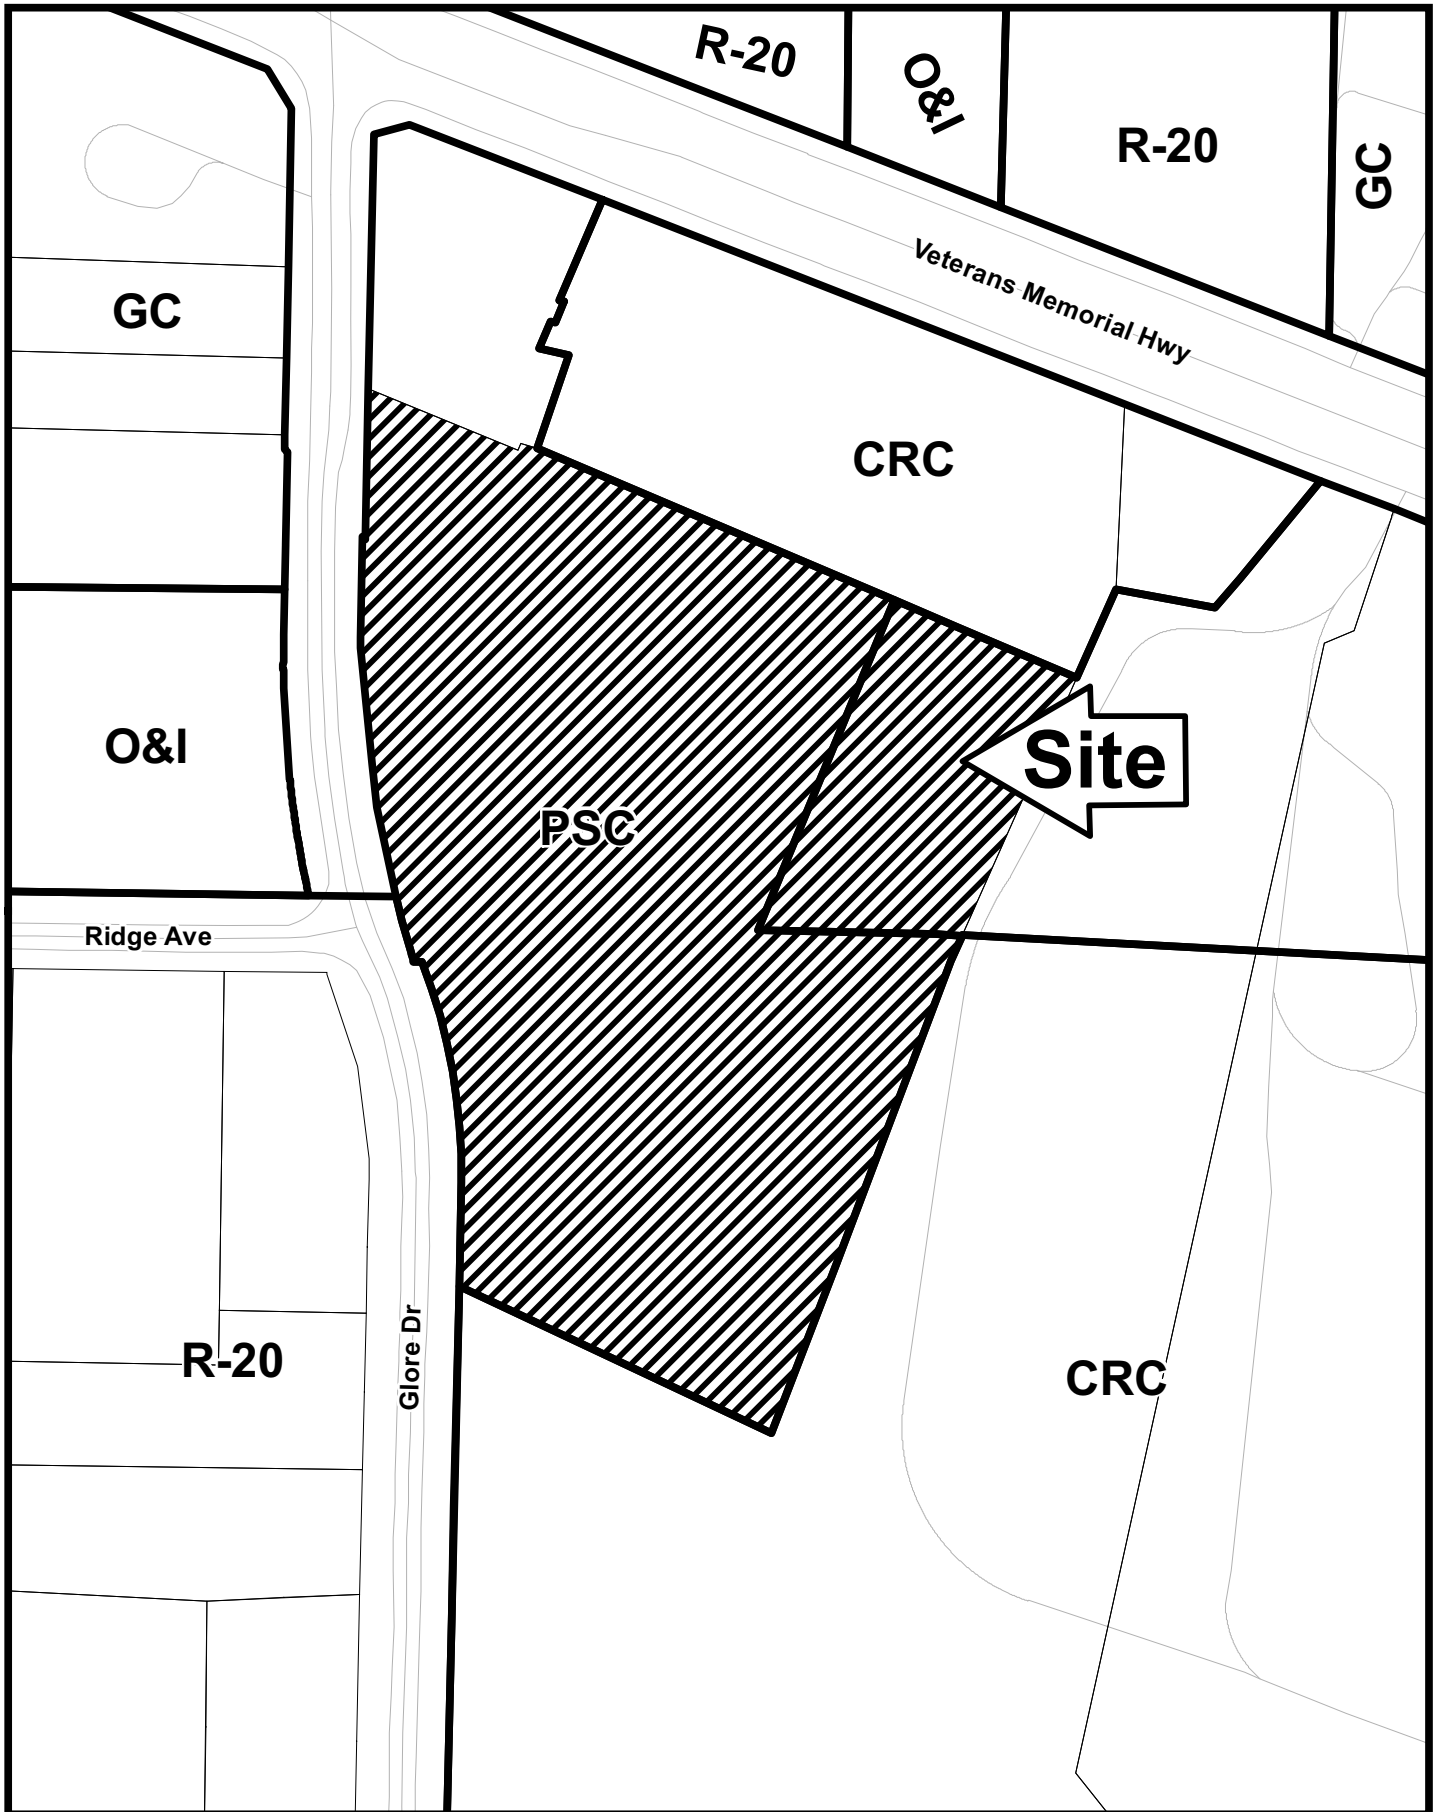 R-20
O&I
R-20
GC
Veterans Memorial Hwy
GC
CRC
O&I
Site
PSC
Ridge Ave
Glore Dr
R-20
CRC